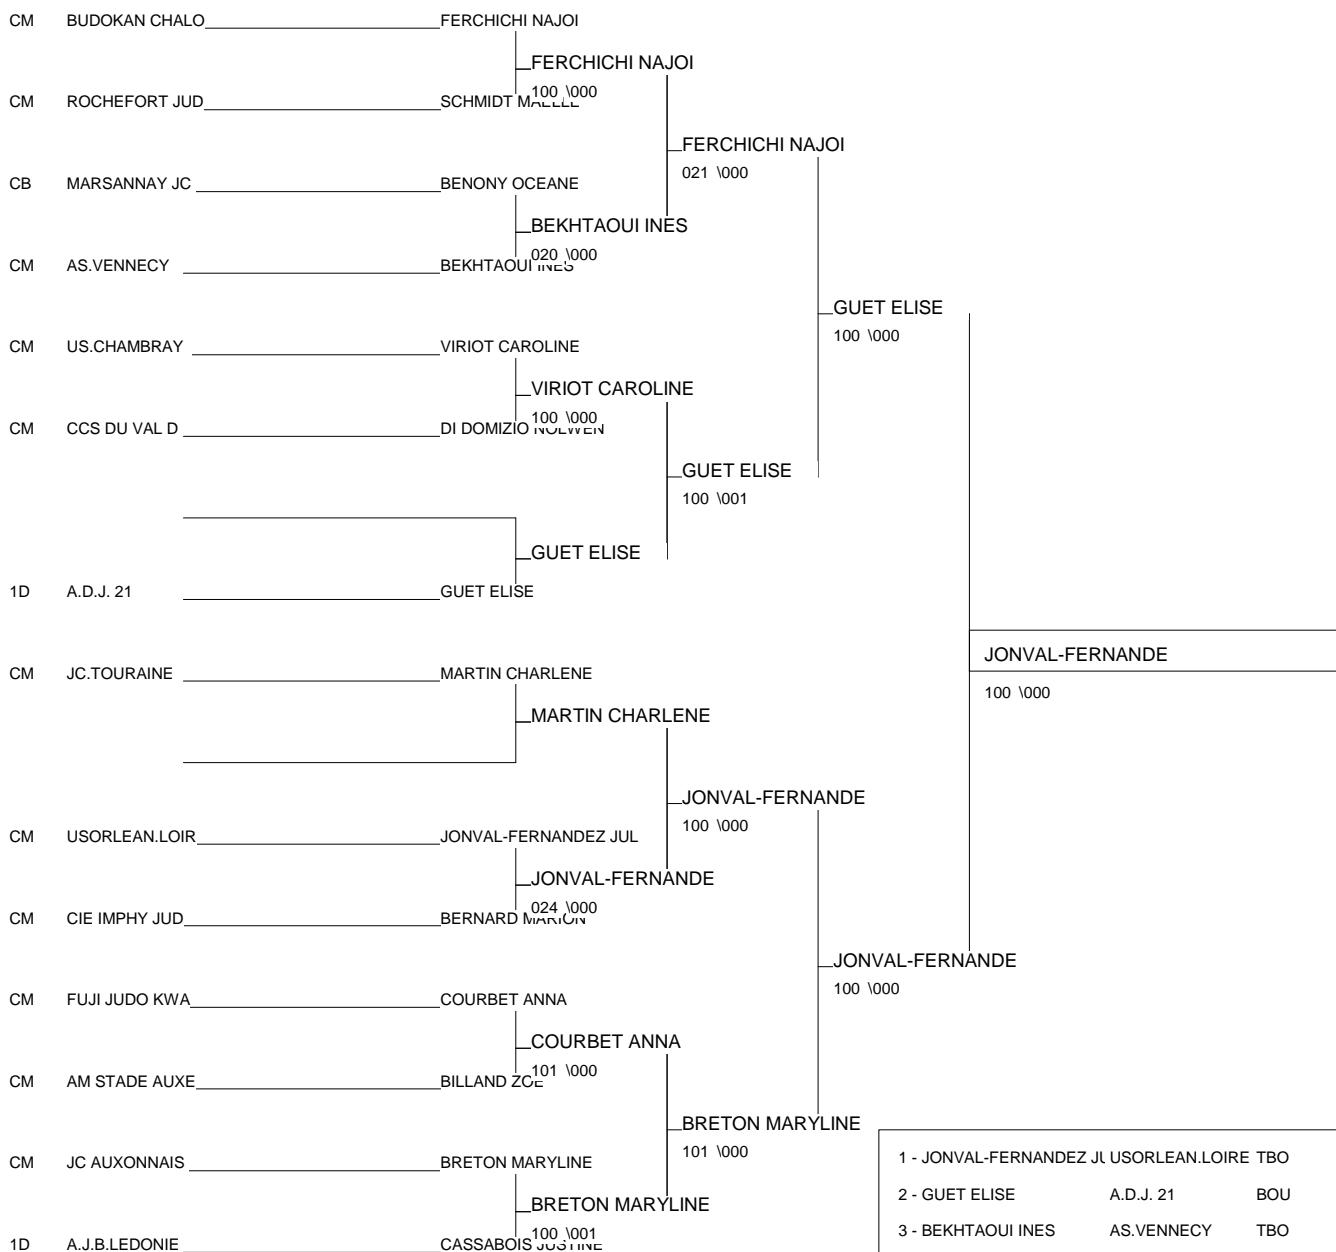 CM BUDOKAN CHALO FERCHICHI NAJOI
FERCHICHI NAJOI
100 \000
CM ROCHEFORT JUD SCHMIDT MAELLE
FERCHICHI NAJOI
021 \000
CB MARSANNAY JC BENONY OCEANE
BEKHTAOUI INES
020 \000
CM AS.VENNECY BEKHTAOUI INES
GUET ELISE
100 \000
CM US.CHAMBRAY VIRIOT CAROLINE
VIRIOT CAROLINE
100 \000
CM CCS DU VAL D DI DOMIZIO NOLWEN
GUET ELISE
100 \001
GUET ELISE
1D A.D.J. 21 GUET ELISE
JONVAL-FERNANDE
100 \000
CM JC.TOURAINE MARTIN CHARLENE
MARTIN CHARLENE
JONVAL-FERNANDE
100 \000
CM USORLEAN.LOIR JONVAL-FERNANDEZ JUL
JONVAL-FERNANDE
024 \000
CM CIE IMPHY JUD BERNARD MARION
JONVAL-FERNANDE
100 \000
CM FUJI JUDO KWA COURBET ANNA
COURBET ANNA
101 \000
CM AM STADE AUXE BILLAND ZOE
BRETON MARYLINE
101 \000
CM JC AUXONNAIS BRETON MARYLINE
BRETON MARYLINE
100 \001
1D A.J.B.LEDONIE CASSABOIS JUSTINE
1 - JONVAL-FERNANDEZ JU USORLEAN.LOIRE TBO
2 - GUET ELISE A.D.J. 21 BOU
3 - BEKHTAOUI INES AS.VENNECY TBO